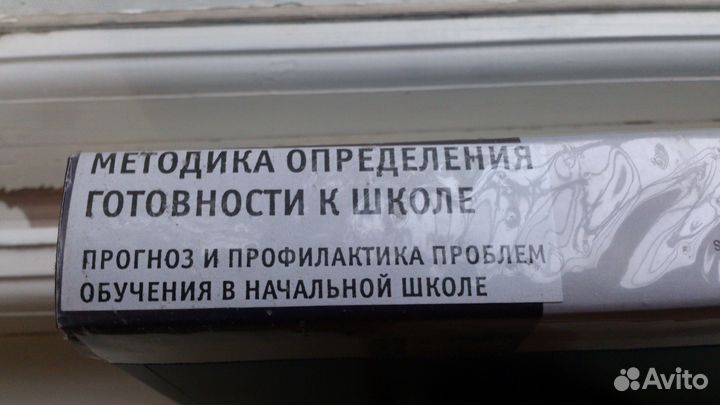 МЕТОДИКА ОПРЕДЕЛЕНИЯ
ГОТОВНОСТИ К ШКОЛЕ
ПРОГНОЗ И ПРОФИЛАКТИКА ПРОБЛЕМ
ОБУЧЕНИЯ В НАЧАЛЬНОЙ ШКОЛЕ
Avito